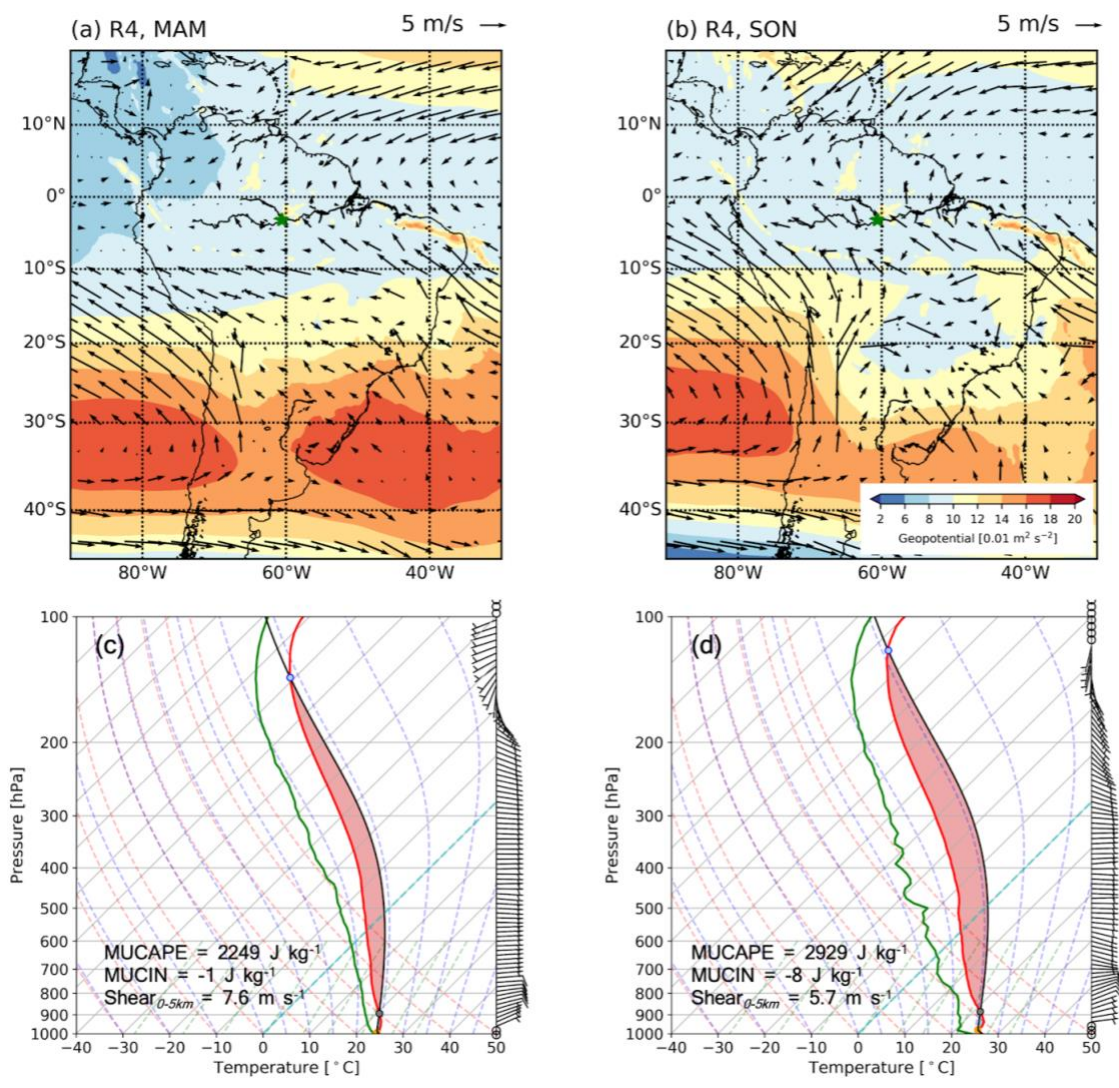 (a) R4, MAM 5 m/s
(b) R4, SON 5 m/s
10°N
0°
10°S
20°S
30°S
40°S
80°W 60°W 40°W
10°N
0°
10°S
20°S
30°S
40°S
2 6 8 10 12 14 16 18 20
Geopotential [0.01 m² s⁻²]
80°W 60°W 40°W
(c)
100
200
300
400
500
600
700
800
900
1000
Pressure [hPa]
MUCAPE = 2249 J kg⁻¹
MUCIN = -1 J kg⁻¹
Shear₀₋₅ₖₘ = 7.6 m s⁻¹
−40 −30 −20 −10 0 10 20 30 40 50
Temperature [°C]
(d)
100
200
300
400
500
600
700
800
900
1000
Pressure [hPa]
MUCAPE = 2929 J kg⁻¹
MUCIN = -8 J kg⁻¹
Shear₀₋₅ₖₘ = 5.7 m s⁻¹
−40 −30 −20 −10 0 10 20 30 40 50
Temperature [°C]